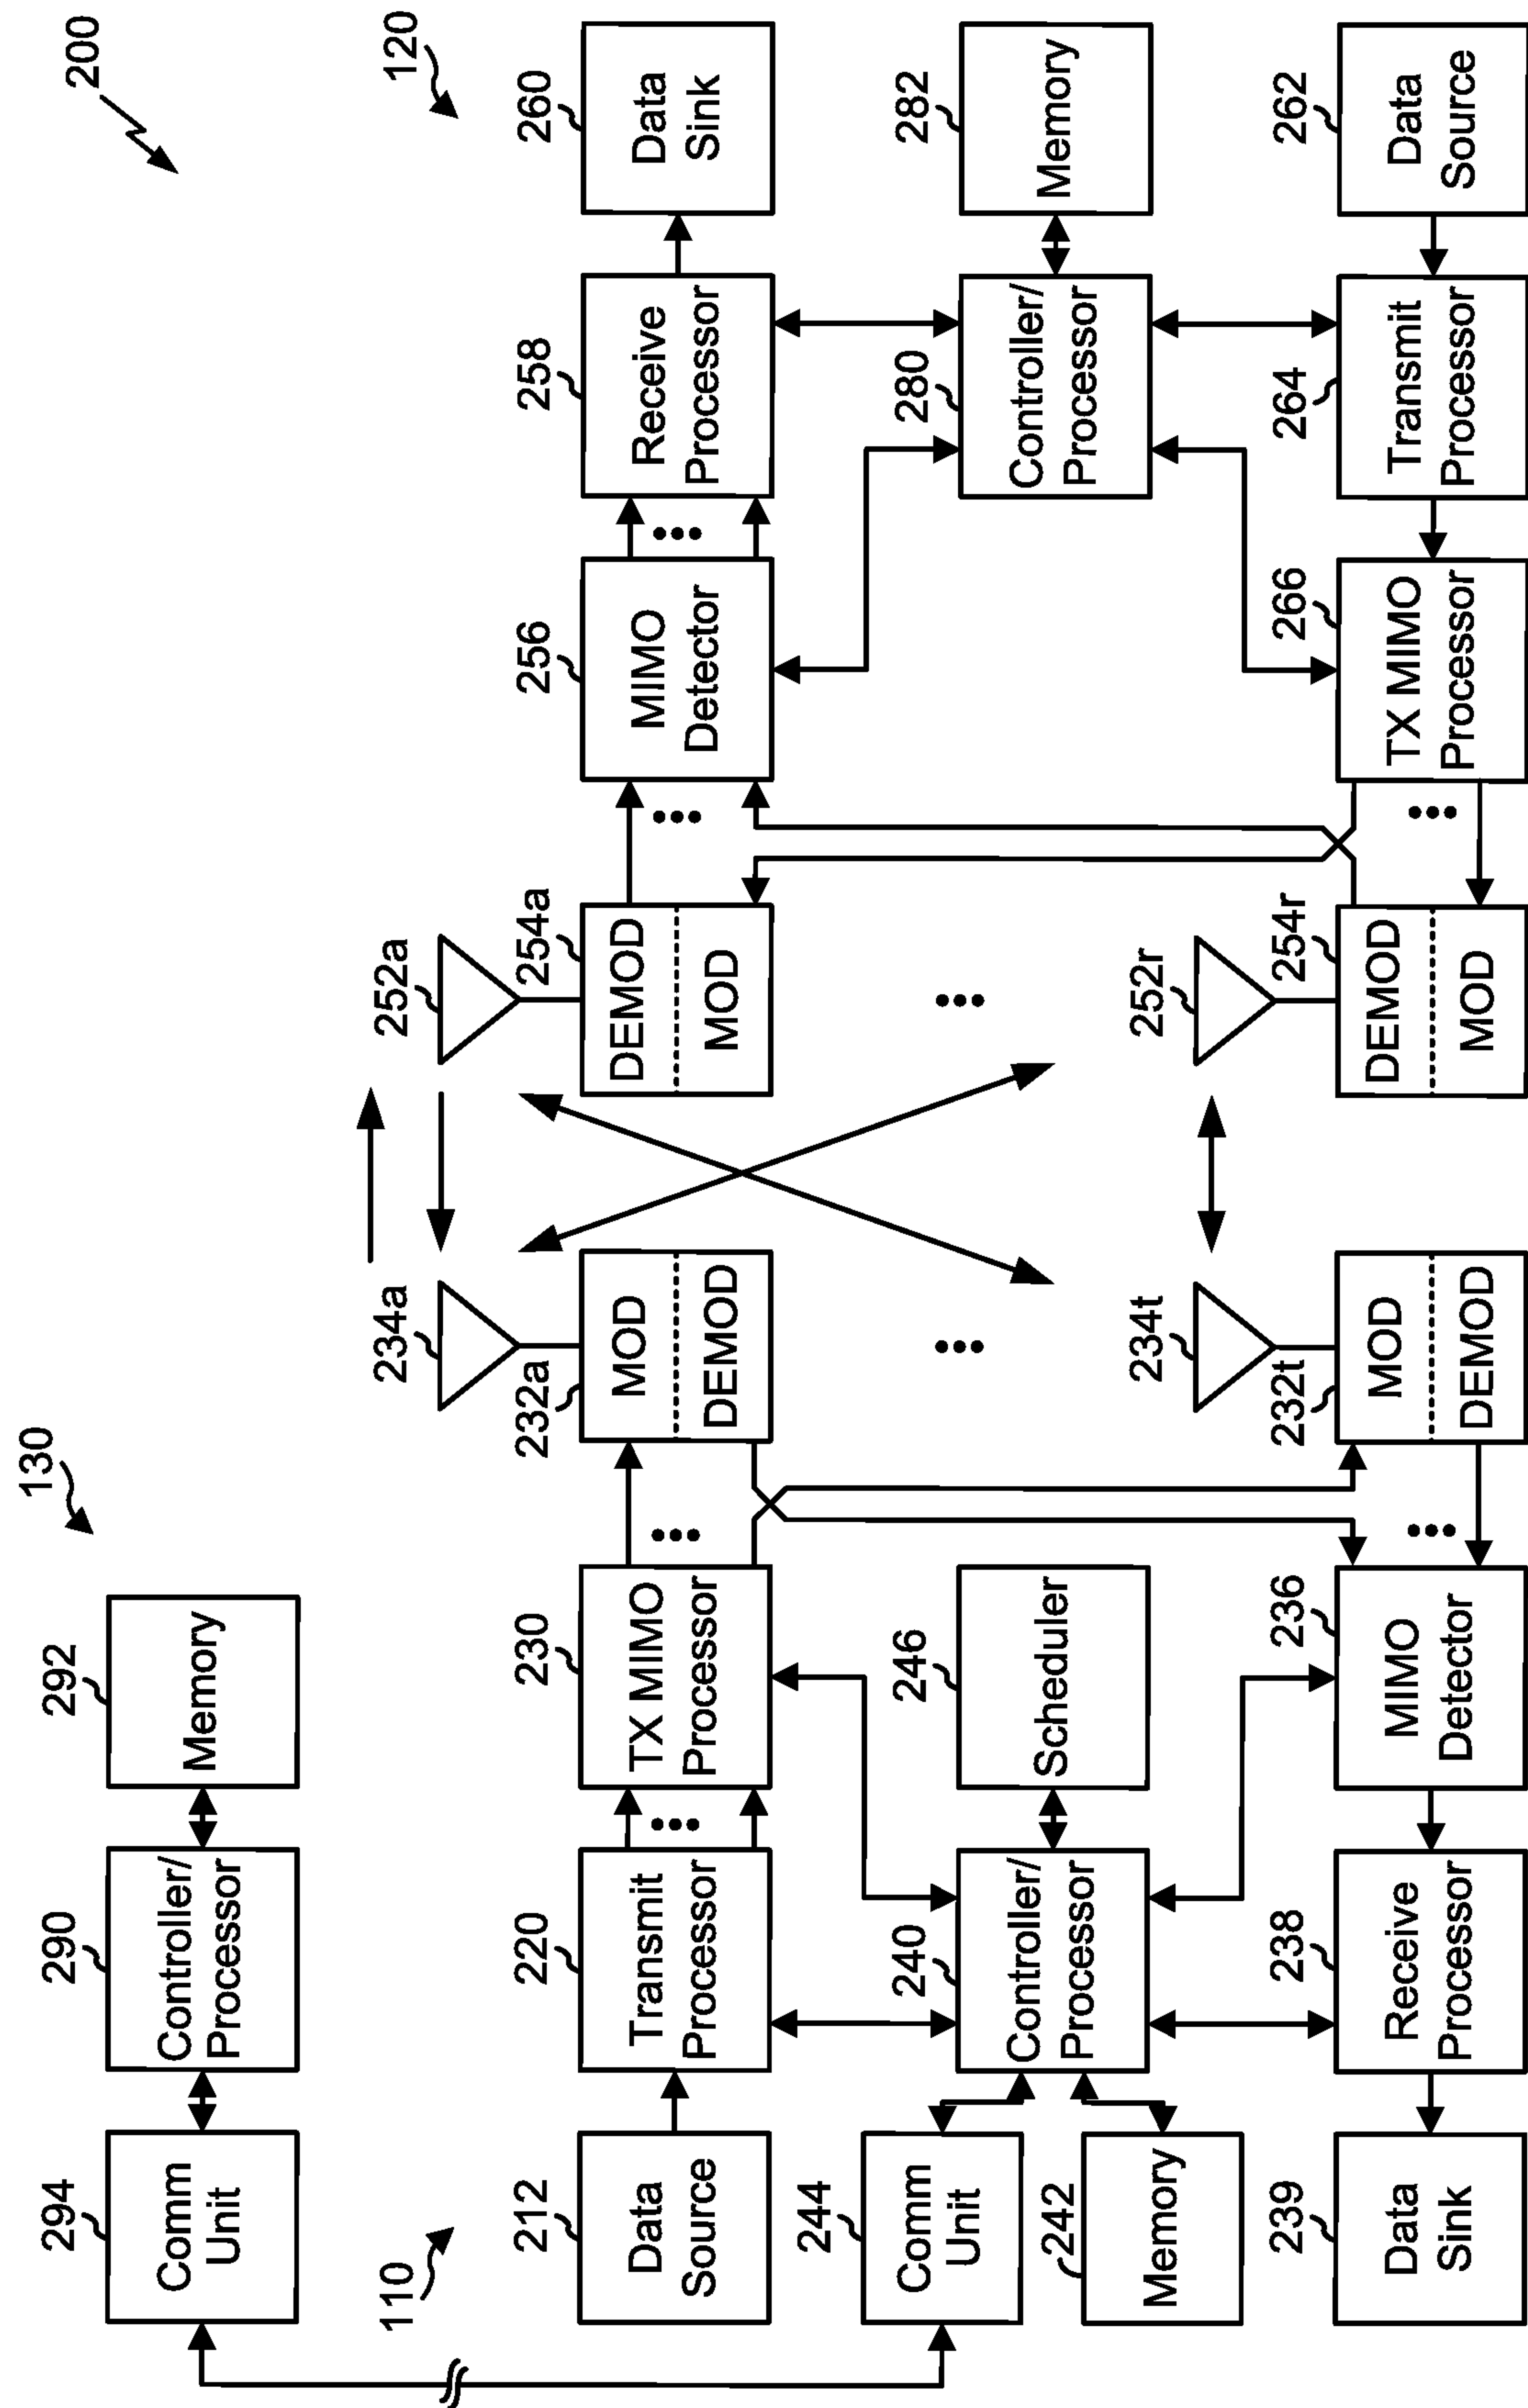 200
130
120
294
Comm
Unit
290
Controller/
Processor
292
Memory
110
212
Data
Source
220
Transmit
Processor
230
TX MIMO
Processor
232a
MOD
DEMOD
234a
252a
254a
DEMOD
MOD
256
MIMO
Detector
258
Receive
Processor
260
Data
Sink
244
Comm
Unit
242
Memory
240
Controller/
Processor
246
Scheduler
280
Controller/
Processor
282
Memory
239
Data
Sink
238
Receive
Processor
236
MIMO
Detector
232t
MOD
DEMOD
234t
252r
254r
DEMOD
MOD
266
TX MIMO
Processor
264
Transmit
Processor
262
Data
Source